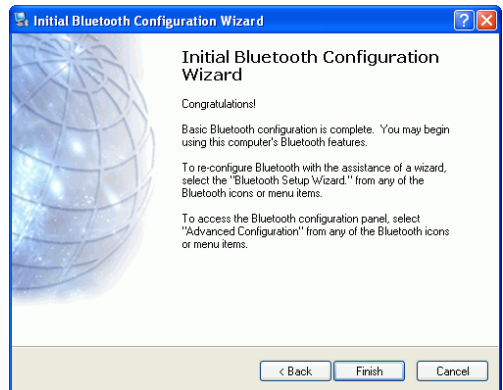 Initial Bluetooth Configuration Wizard
Initial Bluetooth Configuration
Wizard
Congratulations!
Basic Bluetooth configuration is complete. You may begin
using this computer's Bluetooth features.
To re-configure Bluetooth with the assistance of a wizard,
select the "Bluetooth Setup Wizard." from any of the
Bluetooth icons or menu items.
To access the Bluetooth configuration panel, select
"Advanced Configuration" from any of the Bluetooth icons
or menu items.
< Back Finish Cancel